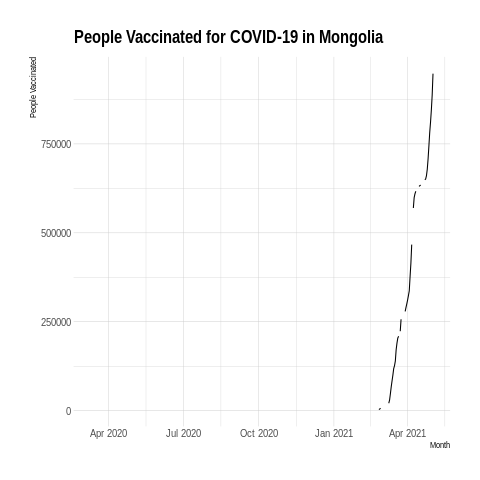 People Vaccinated for COVID-19 in Mongolia
People Vaccinated
750000
500000
250000
0
Apr 2020 Jul 2020 Oct 2020 Jan 2021 Apr 2021
Month